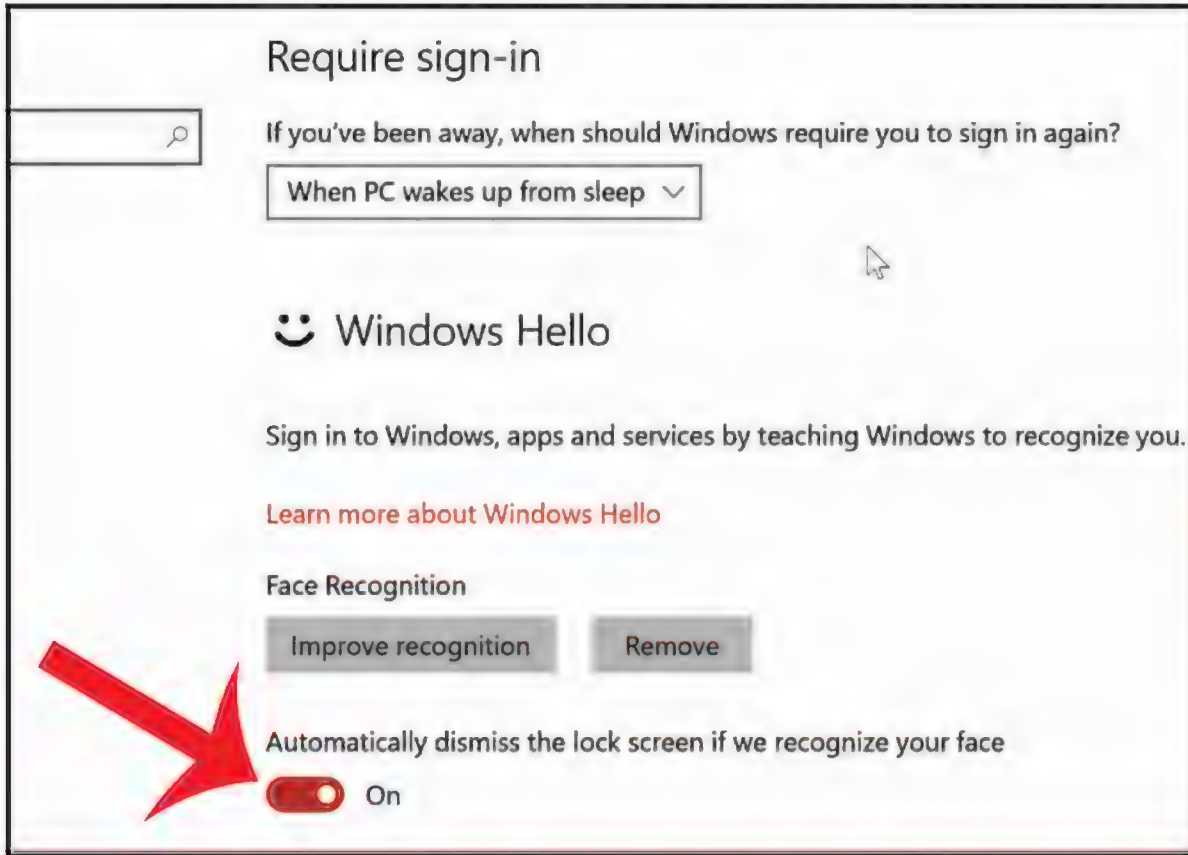 Require sign-in
If you've been away, when should Windows require you to sign in again?
When PC wakes up from sleep
Windows Hello
Sign in to Windows, apps and services by teaching Windows to recognize you.
Learn more about Windows Hello
Face Recognition
Improve recognition Remove
Automatically dismiss the lock screen if we recognize your face
On